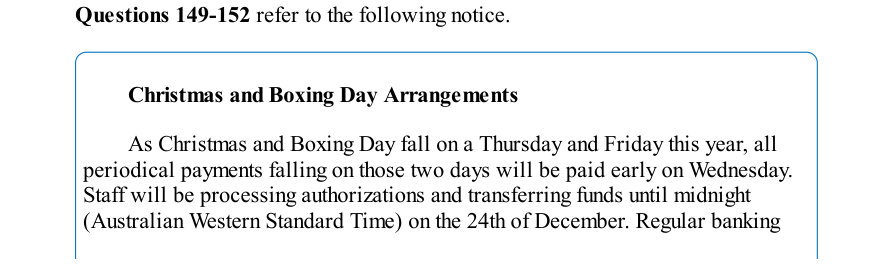 Questions 149-152 refer to the following notice.
Christmas and Boxing Day Arrangements
As Christmas and Boxing Day fall on a Thursday and Friday this year, all
periodical payments falling on those two days will be paid early on Wednesday.
Staff will be processing authorizations and transferring funds until midnight
(Australian Western Standard Time) on the 24th of December. Regular banking